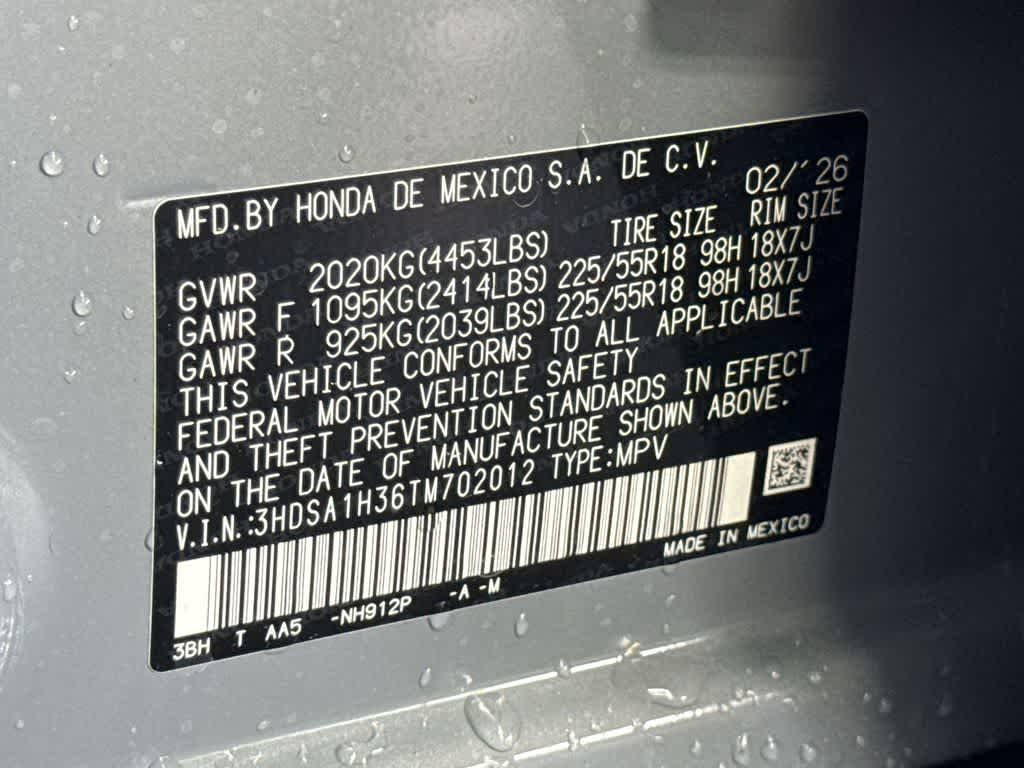 MFD.BY HONDA DE MEXICO S.A. DE C.V. 02/'26
GVWR 2020KG(4453LBS) TIRE SIZE RIM SIZE
GAWR F 1095KG(2414LBS) 225/55R18 98H 18X7J
GAWR R 925KG(2039LBS) 225/55R18 98H 18X7J
THIS VEHICLE CONFORMS TO ALL APPLICABLE
FEDERAL MOTOR VEHICLE SAFETY
AND THEFT PREVENTION STANDARDS IN EFFECT
ON THE DATE OF MANUFACTURE SHOWN ABOVE.
V.I.N.:3HDSA1H36TM702012 TYPE:MPV
MADE IN MEXICO
3BH T AA5 -NH912P -A -M